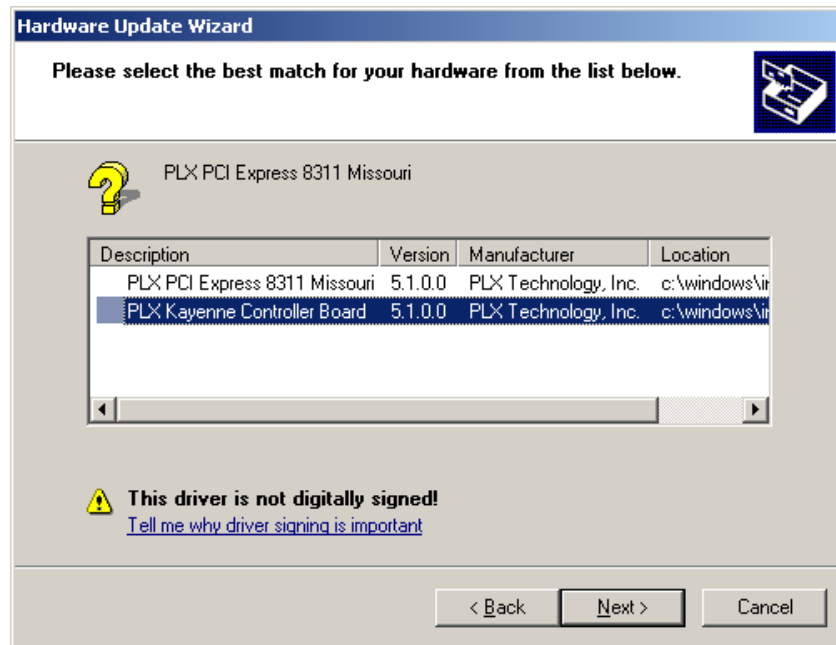 Hardware Update Wizard
Please select the best match for your hardware from the list below.
PLX PCI Express 8311 Missouri
Description Version Manufacturer Location
PLX PCI Express 8311 Missouri 5.1.0.0 PLX Technology, Inc. c:\windows\ir
PLX Kayenne Controller Board 5.1.0.0 PLX Technology, Inc. c:\windows\ir
This driver is not digitally signed!
Tell me why driver signing is important
< Back Next > Cancel